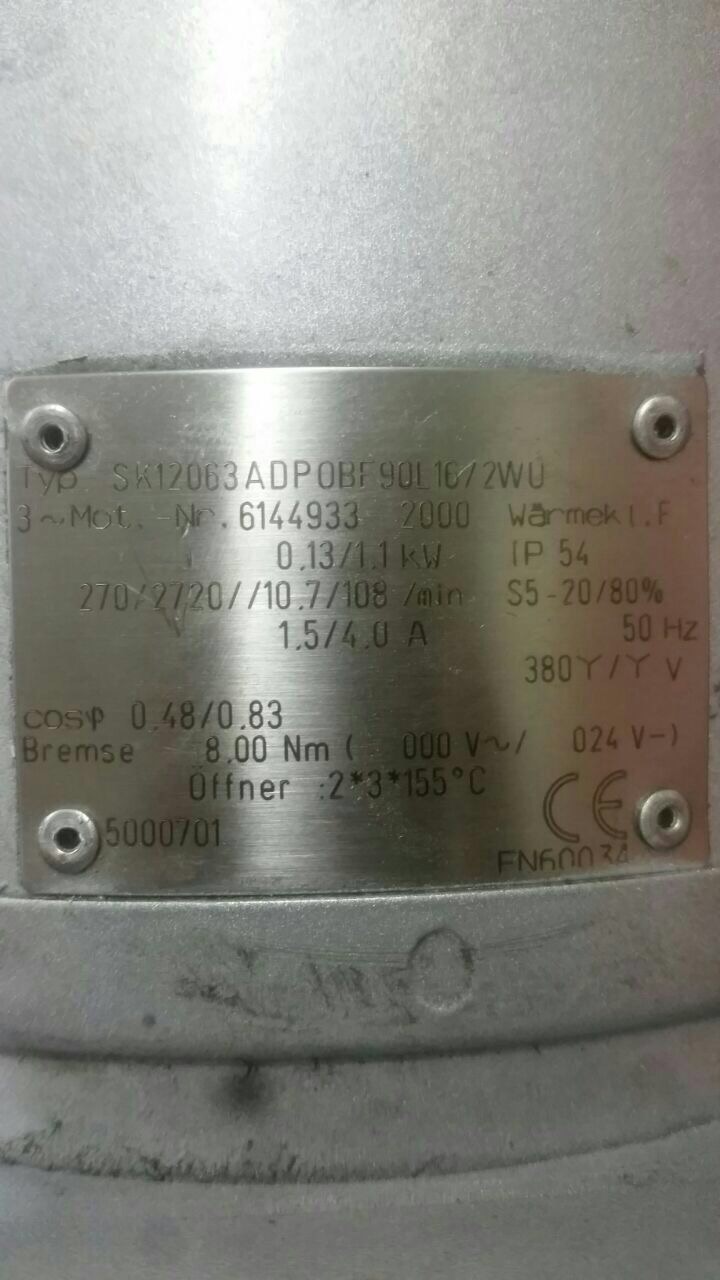 Typ SK12063ADPOBF90L16/2WU
3~Mot.-Nr.6144933 2000 Wärmekl.F
0,13/1,1 kW IP 54
270/2720//10,7/108 /min S5-20/80%
1,5/4,0 A 50 Hz
380Y/Y V
cosφ 0,48/0,83
Bremse 8,00 Nm ( 000 V~/ 024 V-)
Öffner :2*3*155°C
5000701 CE
EN60034